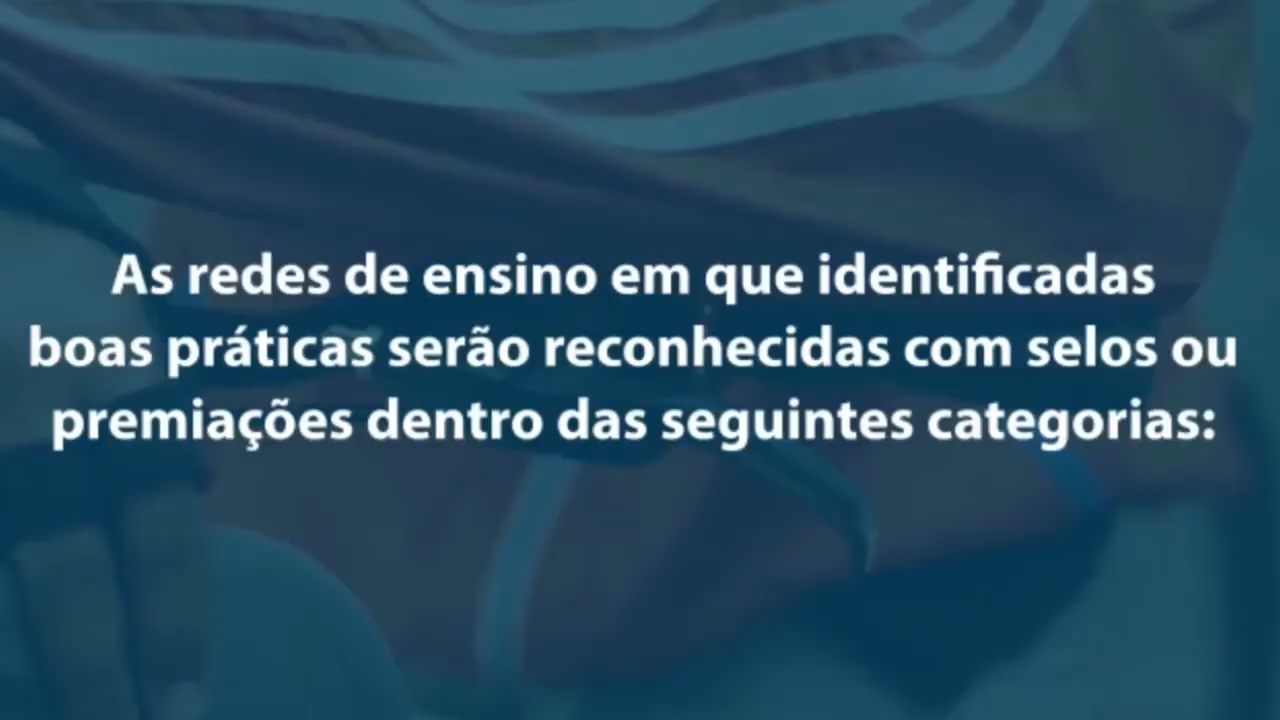 As redes de ensino em que identificadas
boas práticas serão reconhecidas com selos ou
premiações dentro das seguintes categorias: